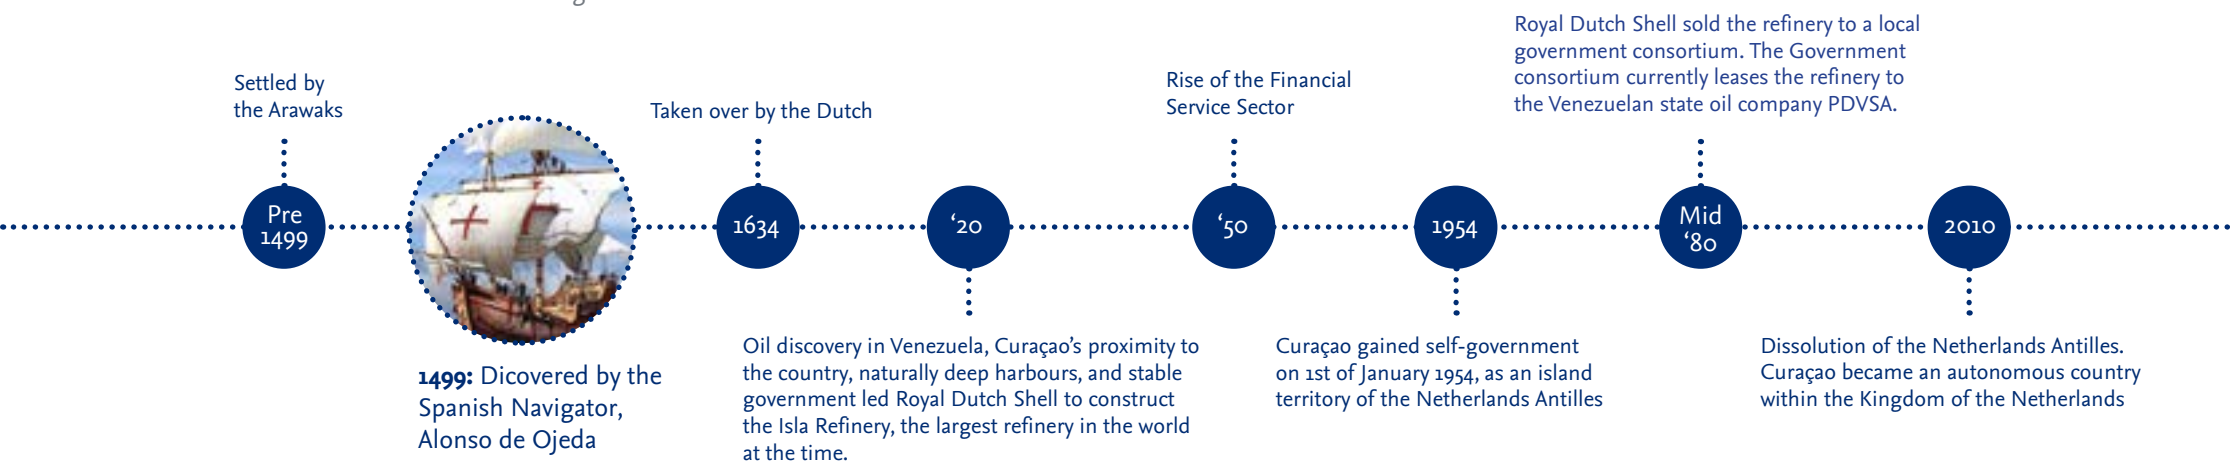 Settled by
the Arawaks
Pre
1499
1499: Dicovered by the
Spanish Navigator,
Alonso de Ojeda
Taken over by the Dutch
1634
‘20
Oil discovery in Venezuela, Curaçao’s proximity to
the country, naturally deep harbours, and stable
government led Royal Dutch Shell to construct
the Isla Refinery, the largest refinery in the world
at the time.
Rise of the Financial
Service Sector
‘50
1954
Curaçao gained self-government
on 1st of January 1954, as an island
territory of the Netherlands Antilles
Royal Dutch Shell sold the refinery to a local
government consortium. The Government
consortium currently leases the refinery to
the Venezuelan state oil company PDVSA.
Mid
‘80
2010
Dissolution of the Netherlands Antilles.
Curaçao became an autonomous country
within the Kingdom of the Netherlands